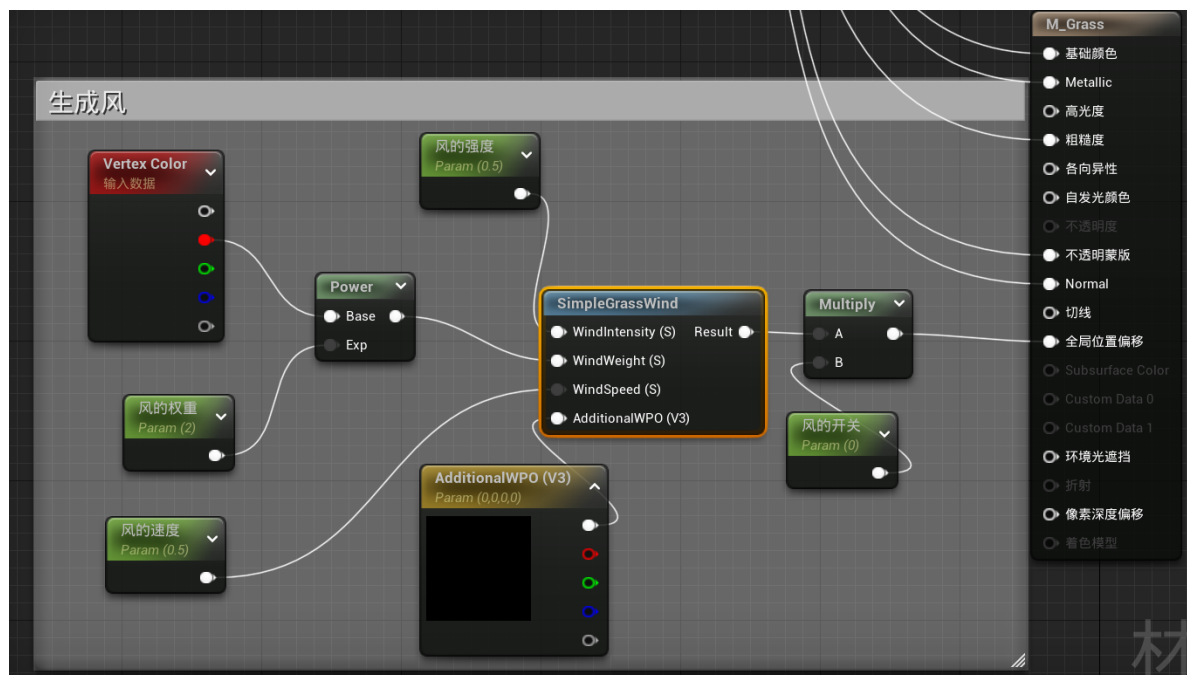 生成风
Vertex Color
输入数据
风的强度
Param (0.5)
Power
Base
Exp
风的权重
Param (2)
风的速度
Param (0.5)
SimpleGrassWind
WindIntensity (S)
Result
WindWeight (S)
WindSpeed (S)
AdditionalWPO (V3)
AdditionalWPO (V3)
Param (0,0,0,0)
Multiply
A
B
风的开关
Param (0)
M_Grass
基础颜色
Metallic
高光度
粗糙度
各向异性
自发光颜色
不透明度
不透明蒙版
Normal
切线
全局位置偏移
Subsurface Color
Custom Data 0
Custom Data 1
环境光遮挡
折射
像素深度偏移
着色模型
材